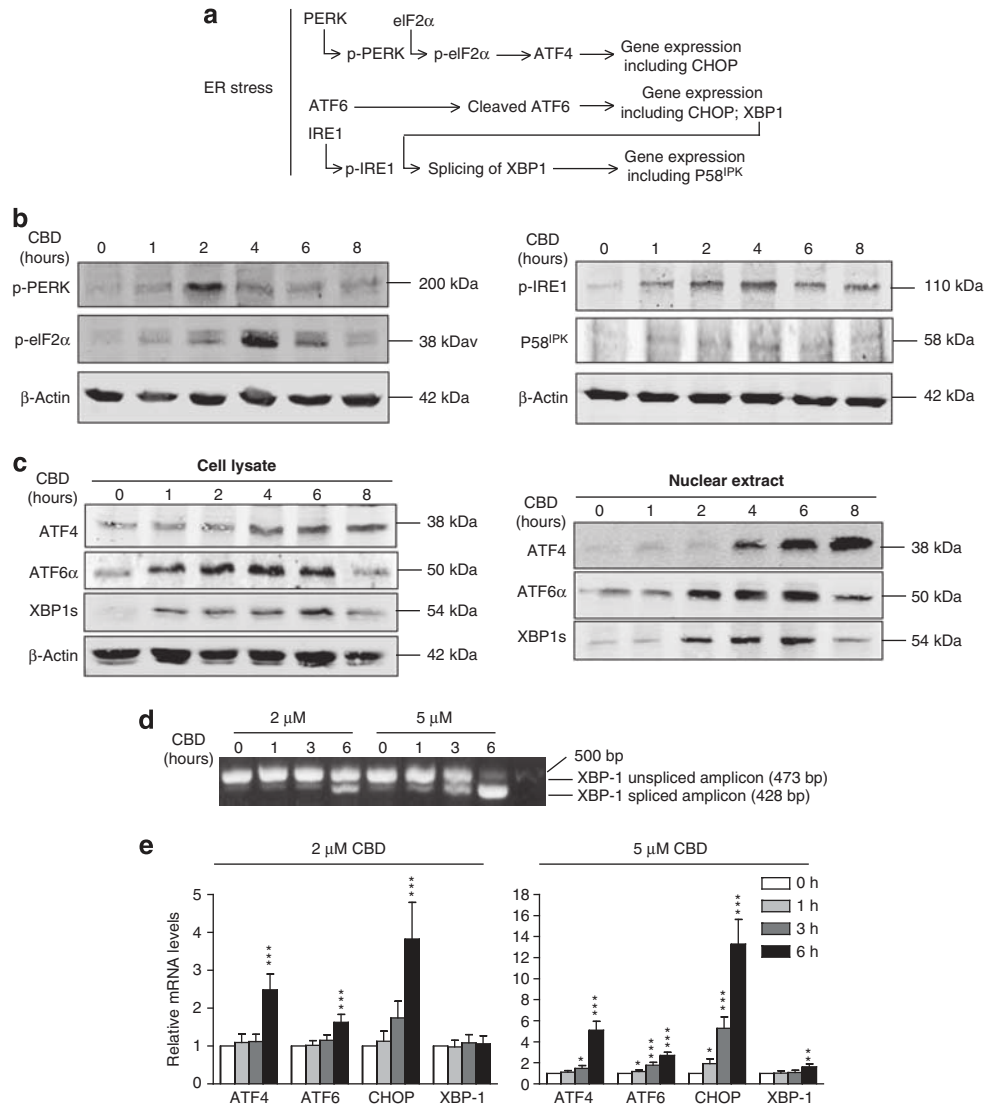 a
PERK eIF2α
p-PERK p-eIF2α ATF4 Gene expression
including CHOP
ER stress
ATF6 Cleaved ATF6 Gene expression
including CHOP; XBP1
IRE1
p-IRE1 Splicing of XBP1 Gene expression
including P58IPK
b
CBD
(hours)
0 1 2 4 6 8
p-PERK 200 kDa
p-eIF2α 38 kDav
β-Actin 42 kDa
CBD
(hours)
0 1 2 4 6 8
p-IRE1 110 kDa
P58IPK 58 kDa
β-Actin 42 kDa
c
Cell lysate
CBD
(hours)
0 1 2 4 6 8
ATF4 38 kDa
ATF6α 50 kDa
XBP1s 54 kDa
β-Actin 42 kDa
Nuclear extract
CBD
(hours)
0 1 2 4 6 8
ATF4 38 kDa
ATF6α 50 kDa
XBP1s 54 kDa
d
2 μM 5 μM
CBD
(hours)
0 1 3 6 0 1 3 6
500 bp
XBP-1 unspliced amplicon (473 bp)
XBP-1 spliced amplicon (428 bp)
e
2 μM CBD
Relative mRNA levels
5
4
3
2
1
0
***
***
***
ATF4 ATF6 CHOP XBP-1
5 μM CBD
18
16
14
12
10
8
6
4
2
0
*
***
*
***
***
*
***
***
**
ATF4 ATF6 CHOP XBP-1
0 h
1 h
3 h
6 h